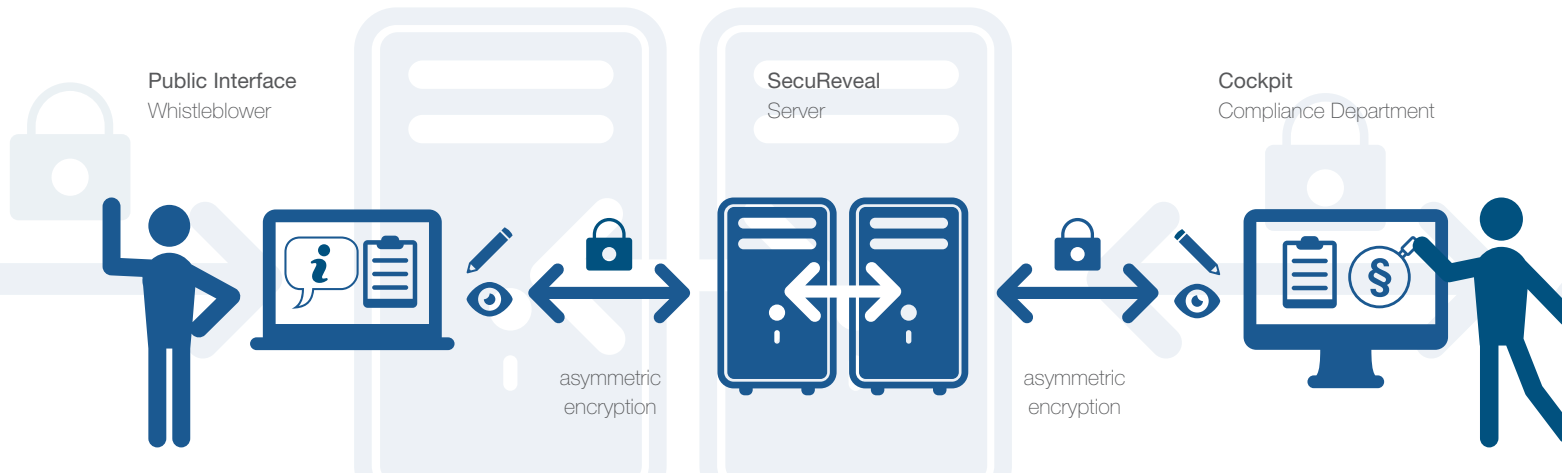 Public Interface
Whistleblower
SecuReveal
Server
Cockpit
Compliance Department
i
§
asymmetric
encryption
asymmetric
encryption